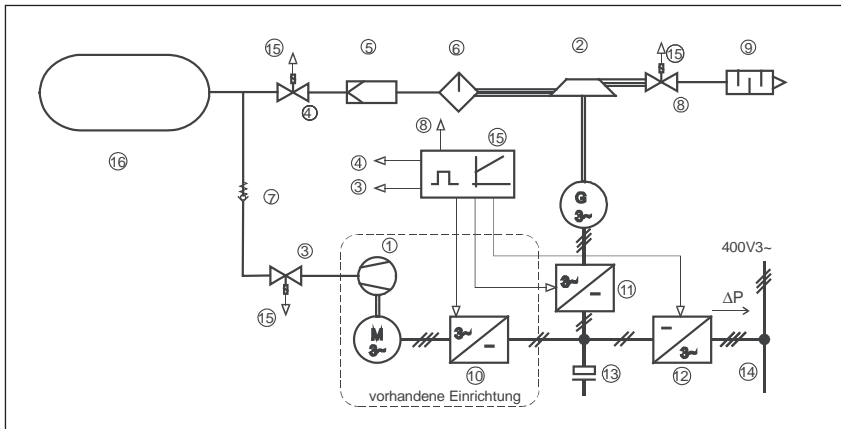 15 5 6 2 15 9
4 8
8 15
16 4
3
7 G
3~
3 1 400V3~
3~
–
11
15 ΔP
M
3~ 3~
– –
3~
10 13 12 14
vorhandene Einrichtung